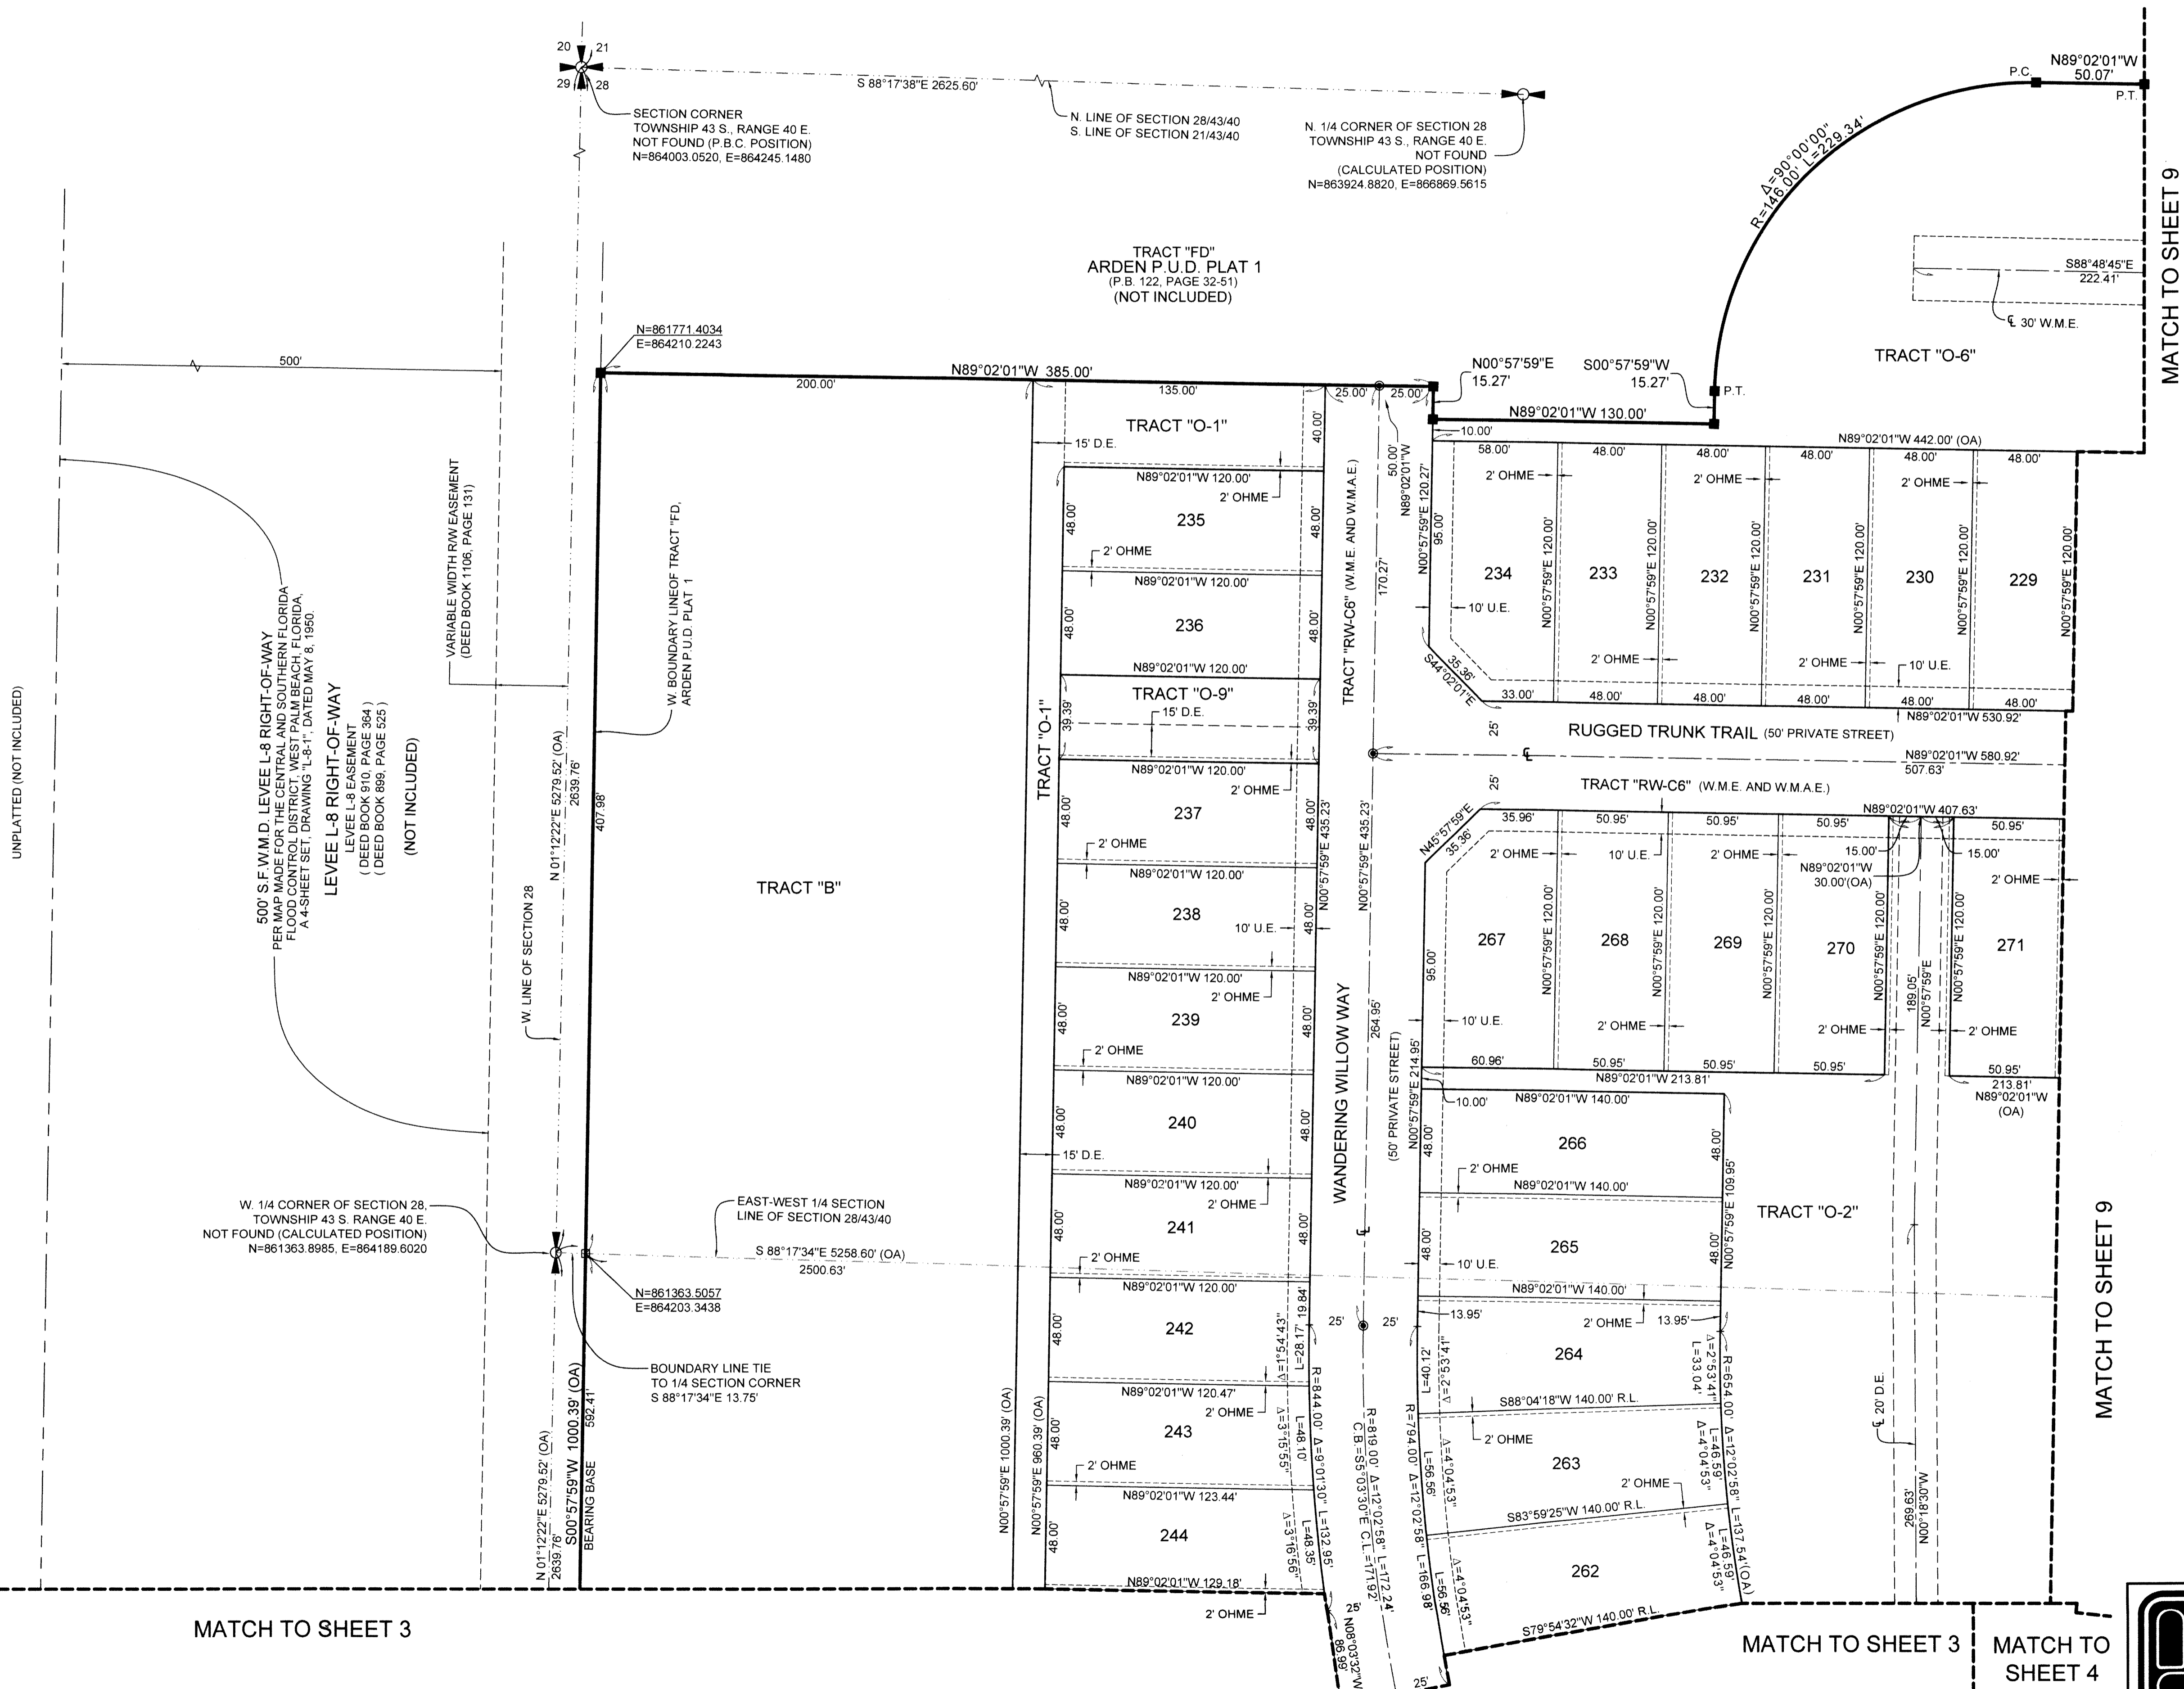 20 21
29 28
S 88°17'38"E 2625.60'
SECTION CORNER
TOWNSHIP 43 S., RANGE 40 E.
NOT FOUND (P.B.C. POSITION)
N=864003.0520, E=864245.1480
N. LINE OF SECTION 28/43/40
S. LINE OF SECTION 21/43/40
N. 1/4 CORNER OF SECTION 28
TOWNSHIP 43 S., RANGE 40 E.
NOT FOUND
(CALCULATED POSITION)
N=863924.8820, E=866869.5615
P.C.
N89°02'01"W
50.07'
P.T.
Δ=90°00'00"
R=146.00' L=229.34'
MATCH TO SHEET 9
S88°48'45"E
222.41'
℄ 30' W.M.E.
TRACT "O-6"
TRACT "FD"
ARDEN P.U.D. PLAT 1
(P.B. 122, PAGE 32-51)
(NOT INCLUDED)
N=861771.4034
E=864210.2243
500'
N89°02'01"W 385.00'
200.00'
135.00'
25.00' 25.00'
N00°57'59"E
15.27'
S00°57'59"W
15.27'
P.T.
N89°02'01"W 130.00'
10.00'
N89°02'01"W 442.00' (OA)
58.00' 48.00' 48.00' 48.00' 48.00' 48.00'
2' OHME 2' OHME 2' OHME
N00°57'59"E 120.27'
95.00'
50.00'
N89°02'01"W
170.27'
234 233 232 231 230 229
N00°57'59"E 120.00'
N00°57'59"E 120.00'
N00°57'59"E 120.00'
N00°57'59"E 120.00'
N00°57'59"E 120.00'
N00°57'59"E 120.00'
10' U.E.
2' OHME 2' OHME 10' U.E.
35.36'
S44°02'01"E
33.00' 48.00' 48.00' 48.00' 48.00' 48.00'
N89°02'01"W 530.92'
25'
RUGGED TRUNK TRAIL (50' PRIVATE STREET)
℄
N89°02'01"W 580.92'
507.63'
25'
TRACT "RW-C6" (W.M.E. AND W.M.A.E.)
N89°02'01"W 407.63'
N45°57'59"E
35.36'
35.96' 50.95' 50.95' 50.95' 50.95'
2' OHME 10' U.E. 2' OHME
15.00' 15.00'
N89°02'01"W
30.00'(OA)
2' OHME
267 268 269 270 271
95.00'
N00°57'59"E 120.00'
N00°57'59"E 120.00'
N00°57'59"E 120.00'
N00°57'59"E 120.00'
N00°57'59"E 120.00'
189.05'
N00°57'59"E
10' U.E.
2' OHME 2' OHME 2' OHME
60.96' 50.95' 50.95' 50.95' 50.95'
N89°02'01"W 213.81'
213.81'
N89°02'01"W
(OA)
10.00'
N00°57'59"E 214.95'
N89°02'01"W 140.00'
48.00'
266
48.00'
2' OHME
N89°02'01"W 140.00'
N00°57'59"E 109.95'
TRACT "O-2"
48.00'
265
48.00'
10' U.E.
N89°02'01"W 140.00'
13.95'
2' OHME
13.95'
264
L=40.12'
Δ=2°53'41"
Δ=2°53'41"
L=33.04'
S88°04'18"W 140.00' R.L.
2' OHME
263
L=56.56'
Δ=4°04'53"
L=46.59'
Δ=4°04'53"
2' OHME
S83°59'25"W 140.00' R.L.
262
L=56.56'
Δ=4°04'53"
L=46.59'
Δ=4°04'53"
S79°54'32"W 140.00' R.L.
R=654.00' Δ=12°02'58" L=137.54'(OA)
R=794.00' Δ=12°02'58" L=166.98'
R=819.00' Δ=12°02'58" L=172.24'
C.B.=S5°03'30"E C.L.=171.92'
R=844.00' Δ=9°01'30" L=132.95'
25' 25'
25'
N08°03'32"W
86.99'
25'
℄ 20' D.E.
269.63'
N00°18'30"W
MATCH TO SHEET 9
TRACT "RW-C6" (W.M.E. AND W.M.A.E.)
WANDERING WILLOW WAY
℄
(50' PRIVATE STREET)
264.95'
N00°57'59"E 435.23'
N00°57'59"E 435.23'
TRACT "O-1"
15' D.E.
40.00'
N89°02'01"W 120.00'
2' OHME
48.00'
235
48.00'
2' OHME
N89°02'01"W 120.00'
48.00'
236
48.00'
N89°02'01"W 120.00'
TRACT "O-9"
15' D.E.
39.39'
39.39'
N89°02'01"W 120.00'
2' OHME
48.00'
237
48.00'
2' OHME
N89°02'01"W 120.00'
48.00'
238
10' U.E.
48.00'
N89°02'01"W 120.00'
2' OHME
48.00'
239
48.00'
2' OHME
N89°02'01"W 120.00'
48.00'
240
48.00'
15' D.E.
N89°02'01"W 120.00'
2' OHME
48.00'
241
48.00'
2' OHME
N89°02'01"W 120.00'
48.00'
242
19.84'
L=28.17'
Δ=1°54'43"
N89°02'01"W 120.47'
2' OHME
48.00'
243
L=48.10'
Δ=3°15'55"
2' OHME
N89°02'01"W 123.44'
48.00'
244
L=48.35'
Δ=3°16'56"
N89°02'01"W 129.18'
2' OHME
TRACT "O-1"
N00°57'59"E 1000.39' (OA)
N00°57'59"E 960.39' (OA)
TRACT "B"
W. BOUNDARY LINEOF TRACT "FD,
ARDEN P.U.D. PLAT 1
407.98'
VARIABLE WIDTH R/W EASEMENT
(DEED BOOK 1106, PAGE 131)
N 01°12'22"E 5279.52' (OA)
2639.76'
W. LINE OF SECTION 28
500' S.F.W.M.D. LEVEE L-8 RIGHT-OF-WAY
PER MAP MADE FOR THE CENTRAL AND SOUTHERN FLORIDA
FLOOD CONTROL DISTRICT, WEST PALM BEACH, FLORIDA,
A 4-SHEET SET, DRAWING "L-8-1", DATED MAY 8, 1950.
LEVEE L-8 RIGHT-OF-WAY
LEVEE L-8 EASEMENT
( DEED BOOK 910, PAGE 364 )
( DEED BOOK 899, PAGE 525 )
(NOT INCLUDED)
UNPLATTED (NOT INCLUDED)
W. 1/4 CORNER OF SECTION 28,
TOWNSHIP 43 S. RANGE 40 E.
NOT FOUND (CALCULATED POSITION)
N=861363.8985, E=864189.6020
EAST-WEST 1/4 SECTION
LINE OF SECTION 28/43/40
S 88°17'34"E 5258.60' (OA)
2500.63'
N=861363.5057
E=864203.3438
BOUNDARY LINE TIE
TO 1/4 SECTION CORNER
S 88°17'34"E 13.75'
N 01°12'22"E 5279.52' (OA)
2639.76'
S00°57'59"W 1000.39' (OA)
BEARING BASE 592.41'
MATCH TO SHEET 3
MATCH TO SHEET 3
MATCH TO
SHEET 4